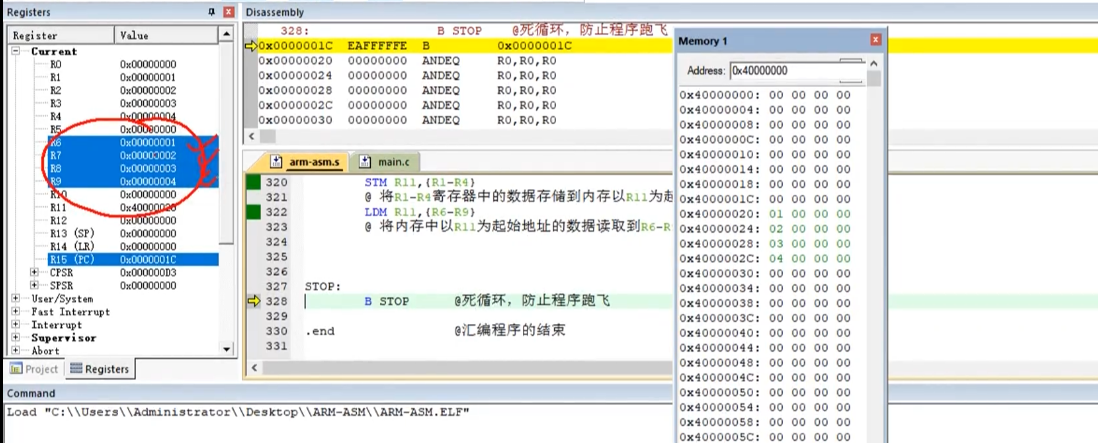 Registers
Register Value
Current
R0 0x00000000
R1 0x00000001
R2 0x00000002
R3 0x00000003
R4 0x00000004
R5 0x00000000
R6 0x00000001
R7 0x00000002
R8 0x00000003
R9 0x00000004
R10 0x00000000
R11 0x40000020
R12 0x00000000
R13 (SP) 0x00000000
R14 (LR) 0x00000000
R15 (PC) 0x0000001C
CPSR 0x000000D3
SPSR 0x00000000
User/System
Fast Interrupt
Interrupt
Supervisor
Abort
Project Registers
Disassembly
328: B STOP @死循环，防止程序跑飞
0x0000001C EAFFFFFE B 0x0000001C
0x00000020 00000000 ANDEQ R0,R0,R0
0x00000024 00000000 ANDEQ R0,R0,R0
0x00000028 00000000 ANDEQ R0,R0,R0
0x0000002C 00000000 ANDEQ R0,R0,R0
0x00000030 00000000 ANDEQ R0,R0,R0
arm-asm.s main.c
320 STM R11,{R1-R4}
321 @ 将R1-R4寄存器中的数据存储到内存以R11为起
322 LDM R11,{R6-R9}
323 @ 将内存中以R11为起始地址的数据读取到R6-R
324
325
326
327 STOP:
328 B STOP @死循环，防止程序跑飞
329
330 .end @汇编程序的结束
331
Memory 1
Address: 0x40000000
0x40000000: 00 00 00 00
0x40000004: 00 00 00 00
0x40000008: 00 00 00 00
0x4000000C: 00 00 00 00
0x40000010: 00 00 00 00
0x40000014: 00 00 00 00
0x40000018: 00 00 00 00
0x4000001C: 00 00 00 00
0x40000020: 01 00 00 00
0x40000024: 02 00 00 00
0x40000028: 03 00 00 00
0x4000002C: 04 00 00 00
0x40000030: 00 00 00 00
0x40000034: 00 00 00 00
0x40000038: 00 00 00 00
0x4000003C: 00 00 00 00
0x40000040: 00 00 00 00
0x40000044: 00 00 00 00
0x40000048: 00 00 00 00
0x4000004C: 00 00 00 00
0x40000050: 00 00 00 00
0x40000054: 00 00 00 00
0x40000058: 00 00 00 00
0x4000005C: 00 00 00 00
Command
Load "C:\\Users\\Administrator\\Desktop\\ARM-ASM\\ARM-ASM.ELF"